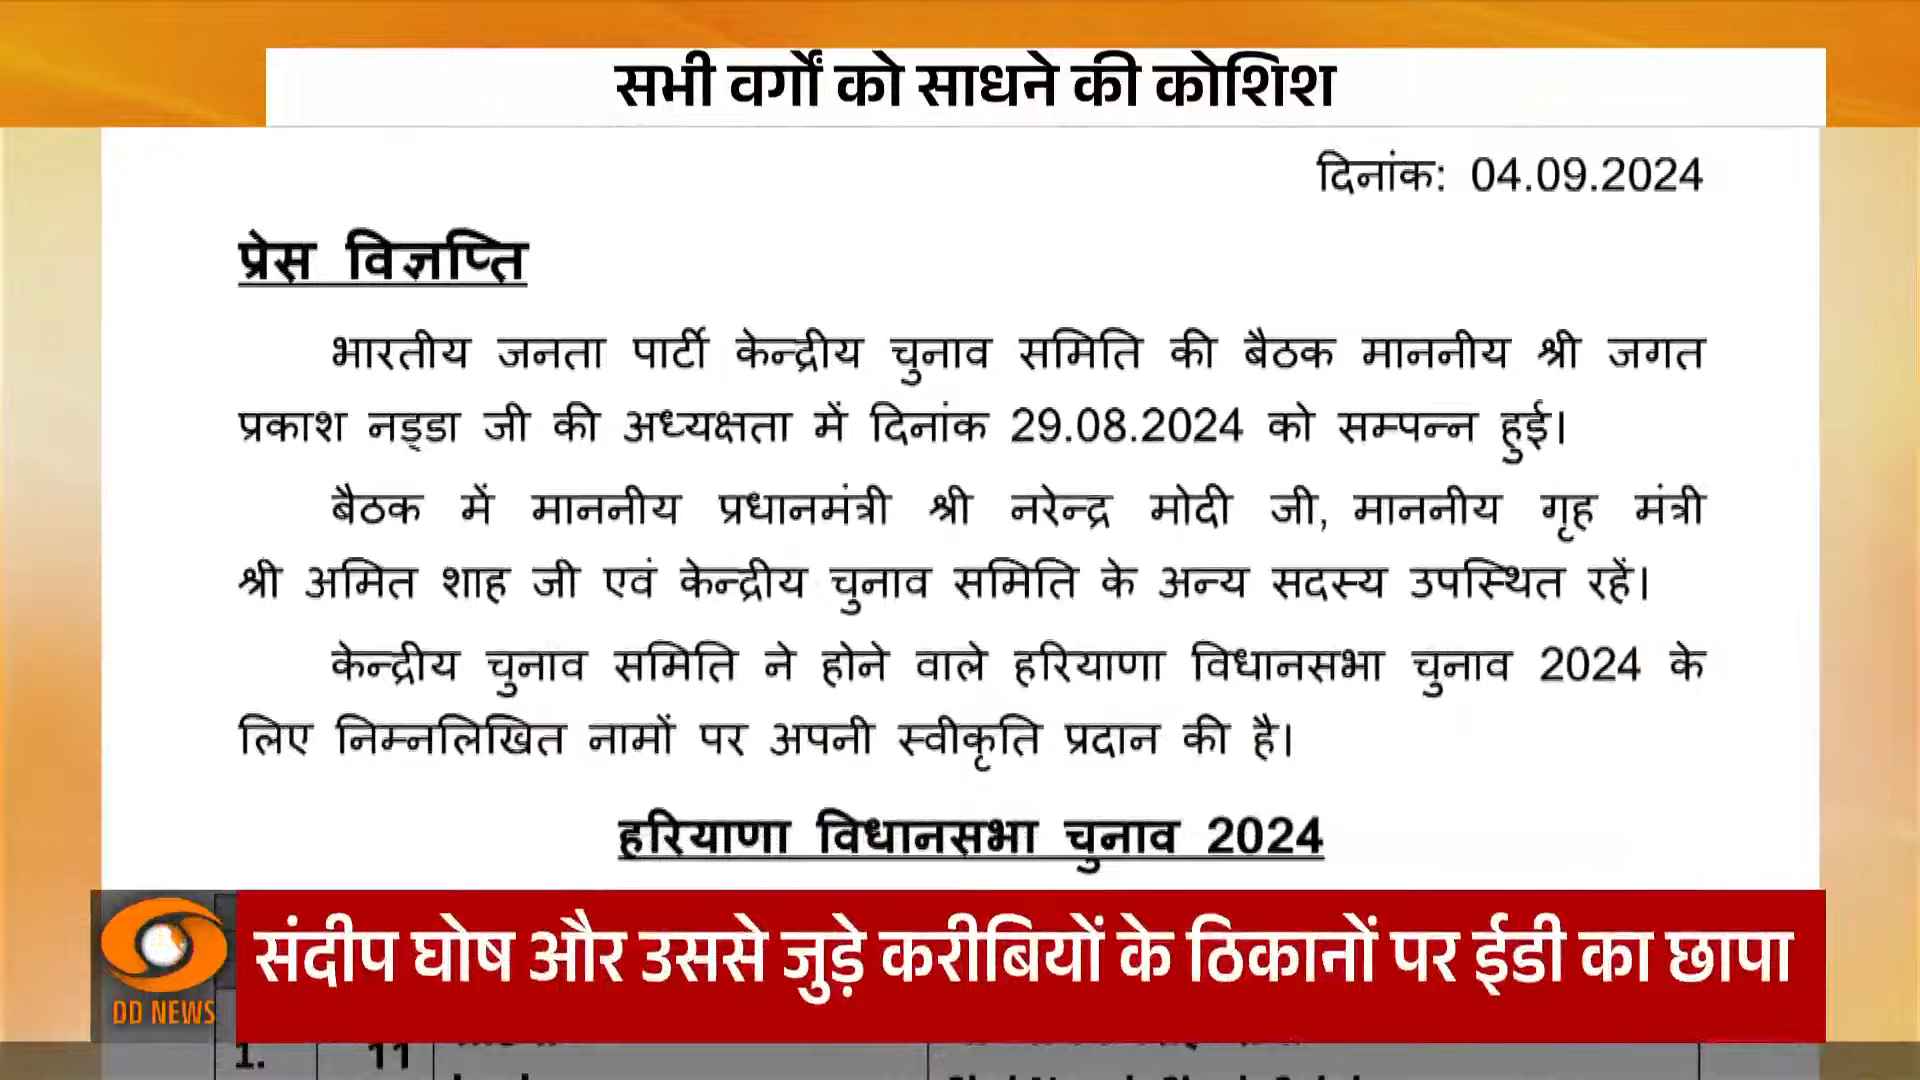 सभी वर्गों को साधने की कोशिश
दिनांक: 04.09.2024
प्रेस विज्ञप्ति
भारतीय जनता पार्टी केन्द्रीय चुनाव समिति की बैठक माननीय श्री जगत
प्रकाश नड्डा जी की अध्यक्षता में दिनांक 29.08.2024 को सम्पन्न हुई।
बैठक में माननीय प्रधानमंत्री श्री नरेन्द्र मोदी जी, माननीय गृह मंत्री
श्री अमित शाह जी एवं केन्द्रीय चुनाव समिति के अन्य सदस्य उपस्थित रहें।
केन्द्रीय चुनाव समिति ने होने वाले हरियाणा विधानसभा चुनाव 2024 के
लिए निम्नलिखित नामों पर अपनी स्वीकृति प्रदान की है।
हरियाणा विधानसभा चुनाव 2024
संदीप घोष और उससे जुड़े करीबियों के ठिकानों पर ईडी का छापा
DD NEWS
1. 11